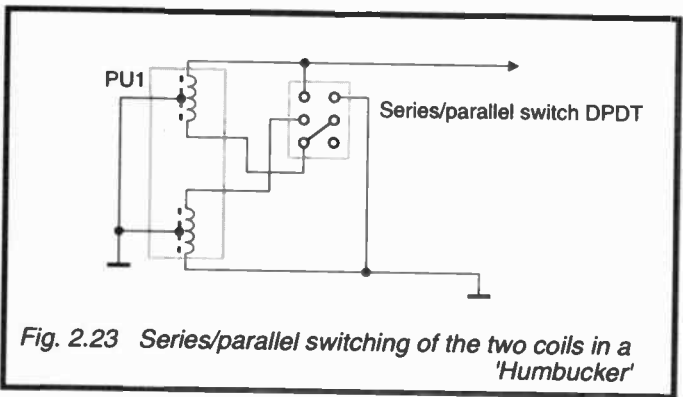 PU1
Series/parallel switch DPDT
Fig. 2.23 Series/parallel switching of the two coils in a
'Humbucker'